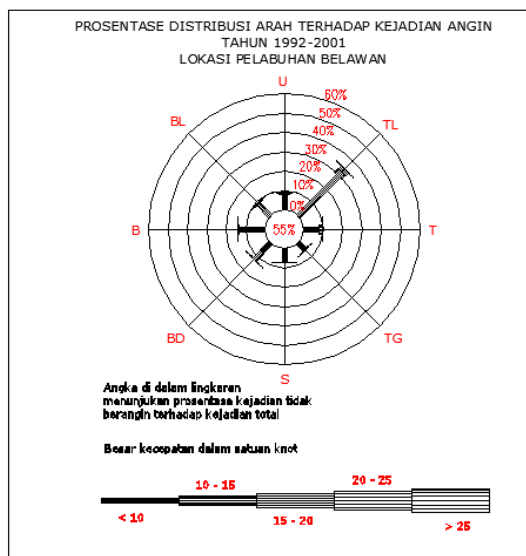 PROSENTASE DISTRIBUSI ARAH TERHADAP KEJADIAN ANGIN
TAHUN 1992-2001
LOKASI PELABUHAN BELAWAN
U
60%
50%
BL
TL
40%
30%
20%
10%
0%
B
55%
T
BD
TG
S
Angka di dalam lingkaran
menunjukan prosentase kejadian tidak
berangin terhadap kejadian total
Besar kecepatan dalam satuan knot
10 - 15
20 - 25
< 10
15 - 20
> 25